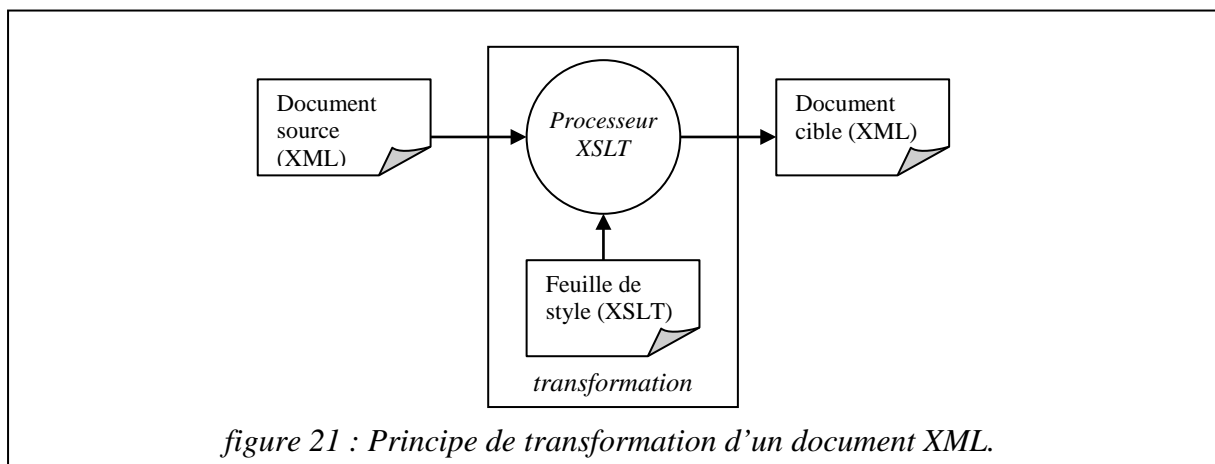 Document
source
(XML)
Processeur
XSLT
Document
cible (XML)
Feuille de
style (XSLT)
transformation
figure 21 : Principe de transformation d’un document XML.